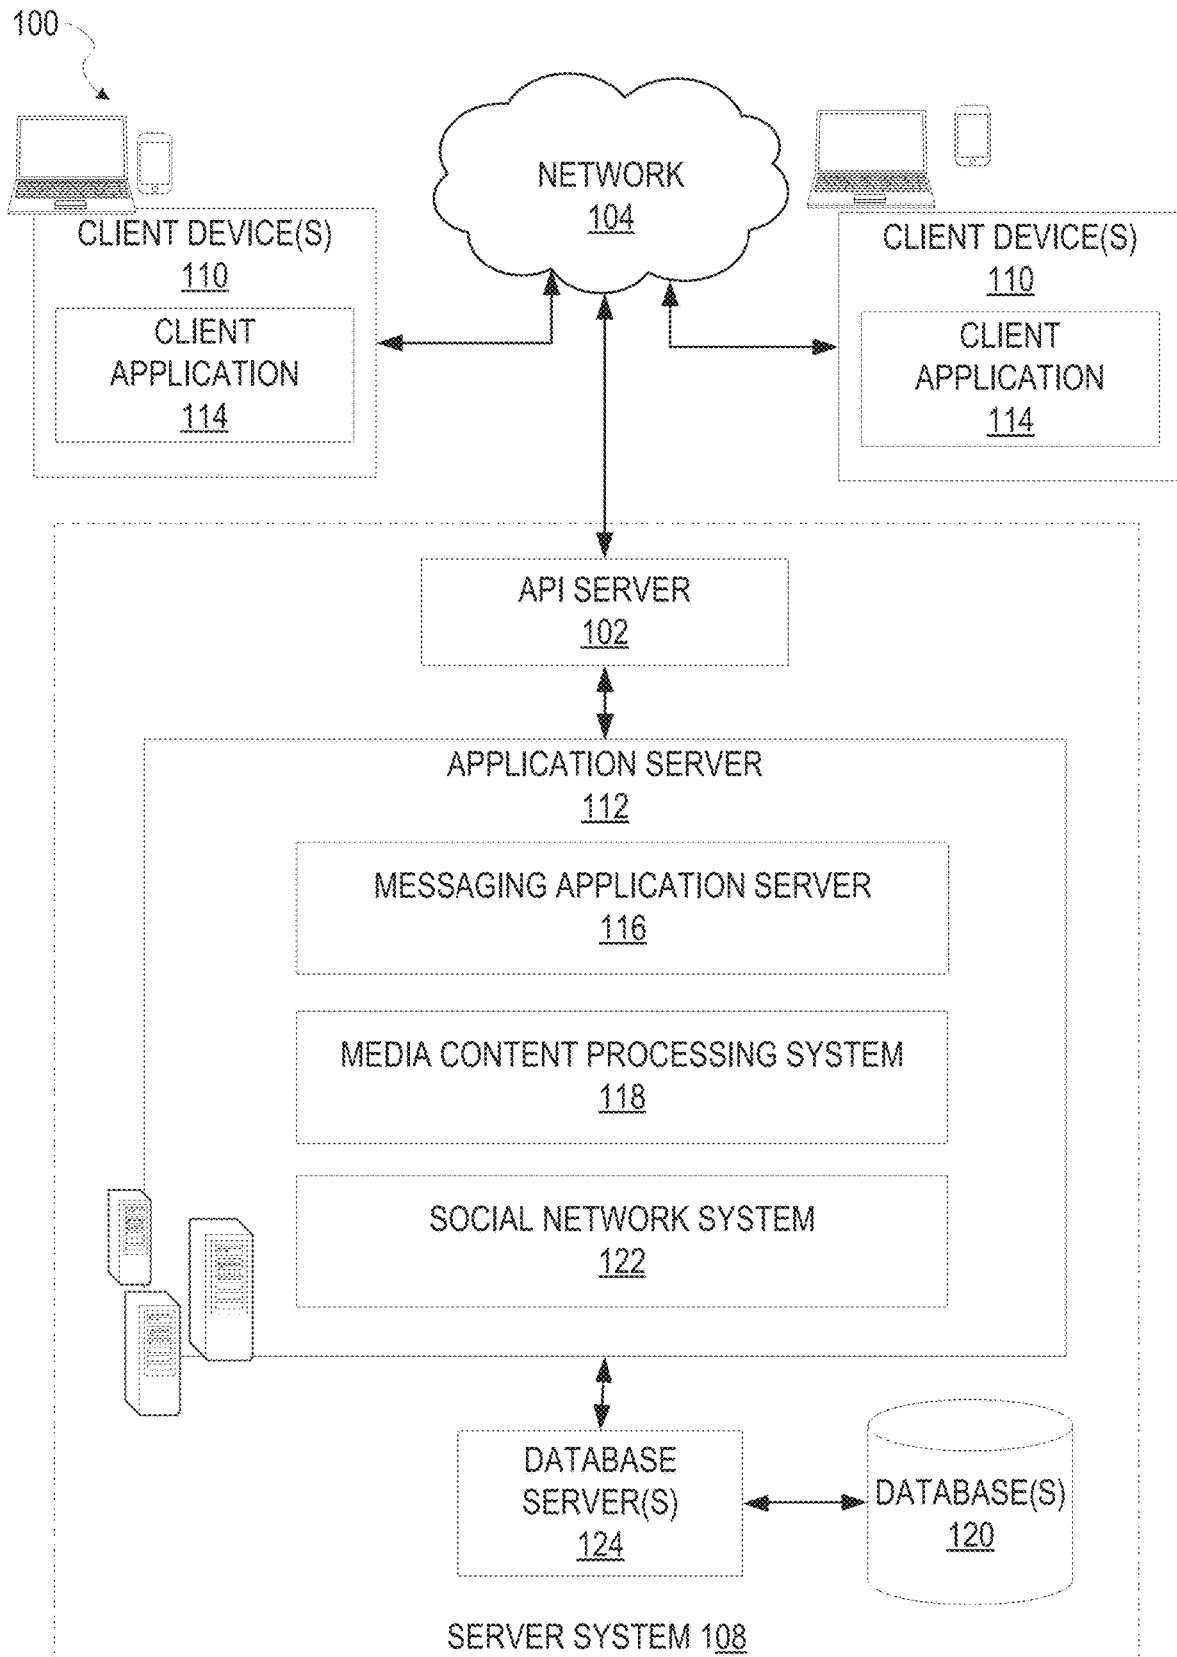 100
NETWORK
104
CLIENT DEVICE(S)
110
CLIENT
APPLICATION
114
CLIENT DEVICE(S)
110
CLIENT
APPLICATION
114
API SERVER
102
APPLICATION SERVER
112
MESSAGING APPLICATION SERVER
116
MEDIA CONTENT PROCESSING SYSTEM
118
SOCIAL NETWORK SYSTEM
122
DATABASE
SERVER(S)
124
DATABASE(S)
120
SERVER SYSTEM 108